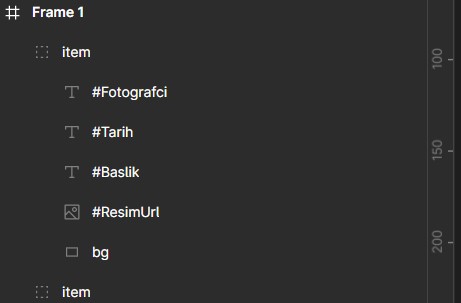 Frame 1
item
#Fotografci
#Tarih
#Baslik
#ResimUrl
bg
item
100
150
200